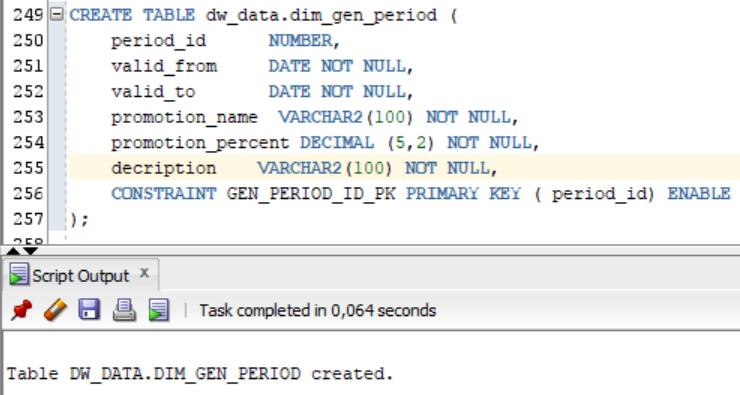 249 CREATE TABLE dw_data.dim_gen_period (
250 period_id NUMBER,
251 valid_from DATE NOT NULL,
252 valid_to DATE NOT NULL,
253 promotion_name VARCHAR2(100) NOT NULL,
254 promotion_percent DECIMAL (5,2) NOT NULL,
255 decription VARCHAR2(100) NOT NULL,
256 CONSTRAINT GEN_PERIOD_ID_PK PRIMARY KEY ( period_id) ENABLE
257 );
258
Script Output x
Task completed in 0,064 seconds
Table DW_DATA.DIM_GEN_PERIOD created.